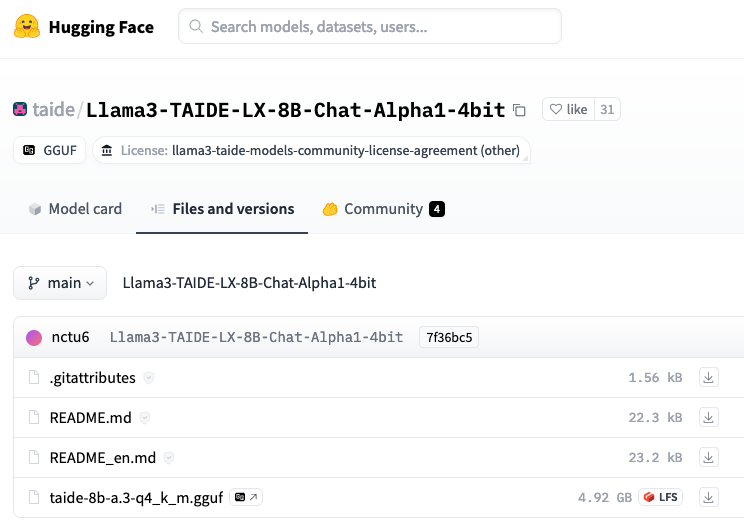 Hugging Face
Search models, datasets, users...
taide/Llama3-TAIDE-LX-8B-Chat-Alpha1-4bit
like 31
GGUF License: llama3-taide-models-community-license-agreement (other)
Model card Files and versions Community 4
main Llama3-TAIDE-LX-8B-Chat-Alpha1-4bit
nctu6 Llama3-TAIDE-LX-8B-Chat-Alpha1-4bit 7f36bc5
.gitattributes 1.56 kB
README.md 22.3 kB
README_en.md 23.2 kB
taide-8b-a.3-q4_k_m.gguf 4.92 GB LFS